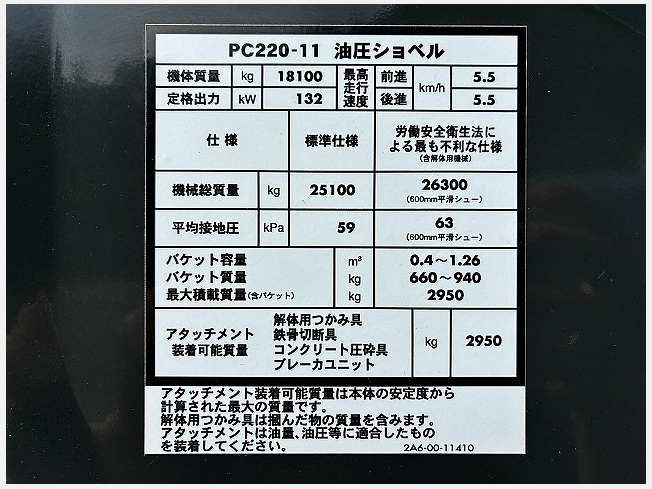 PC220-11 油圧ショベル
機体質量 kg 18100 最高走行速度 前進 km/h 5.5
定格出力 kW 132 後進 5.5
仕様 標準仕様 労働安全衛生法に
よる最も不利な仕様
(含解体用機械)
機械総質量 kg 25100 26300
(600mm平滑シュー)
平均接地圧 kPa 59 63
(600mm平滑シュー)
バケット容量 m³ 0.4～1.26
バケット質量 kg 660～940
最大積載質量(含バケット) kg 2950
アタッチメント
装着可能質量
解体用つかみ具
鉄骨切断具
コンクリート圧砕具
ブレーカユニット
kg 2950
アタッチメント装着可能質量は本体の安定度から
計算された最大の質量です。
解体用つかみ具は掴んだ物の質量を含みます。
アタッチメントは油量、油圧等に適合したもの
を装着してください。 2A6-00-11410